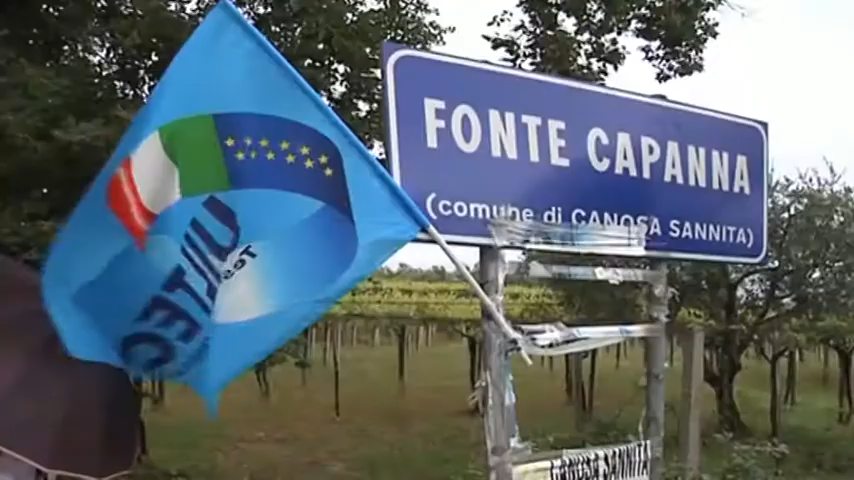 FONTE CAPANNA
(comune di CANOSA SANNITA)
UILTEC
CANOSA SANNITA